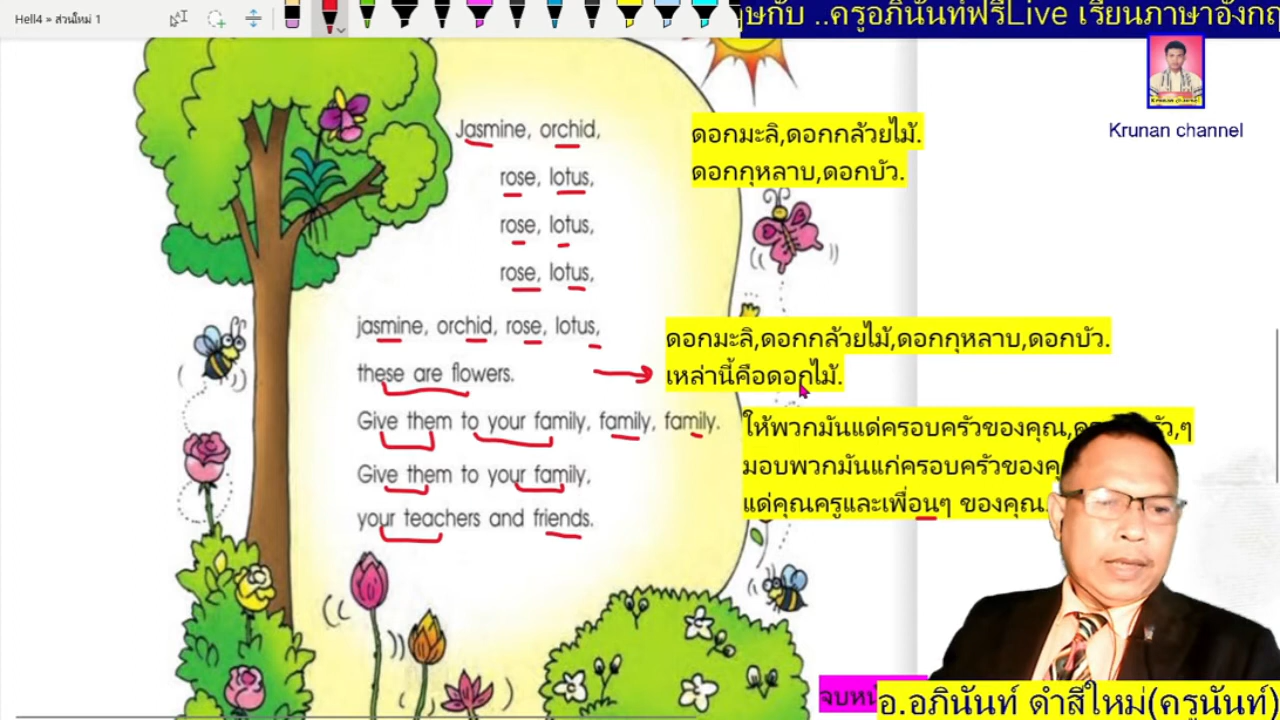 Hell4 » ส่วนใหม่ 1
ครูอภินันท์ฟรีLive เรียนภาษาอังกฤ
Krunan channel
Jasmine, orchid,
rose, lotus,
rose, lotus,
rose, lotus,
jasmine, orchid, rose, lotus,
these are flowers.
Give them to your family, family, family.
Give them to your family,
your teachers and friends.
ดอกมะลิ,ดอกกล้วยไม้.
ดอกกุหลาบ,ดอกบัว.
ดอกมะลิ,ดอกกล้วยไม้,ดอกกุหลาบ,ดอกบัว.
เหล่านี้คือดอกไม้.
ให้พวกมันแด่ครอบครัวของคุณ,
มอบพวกมันแก่ครอบครัวของ
แด่คุณครูและเพื่อนๆ ของคุณ.
อ.อภินันท์ ดำสีใหม่(ครูนันท์)